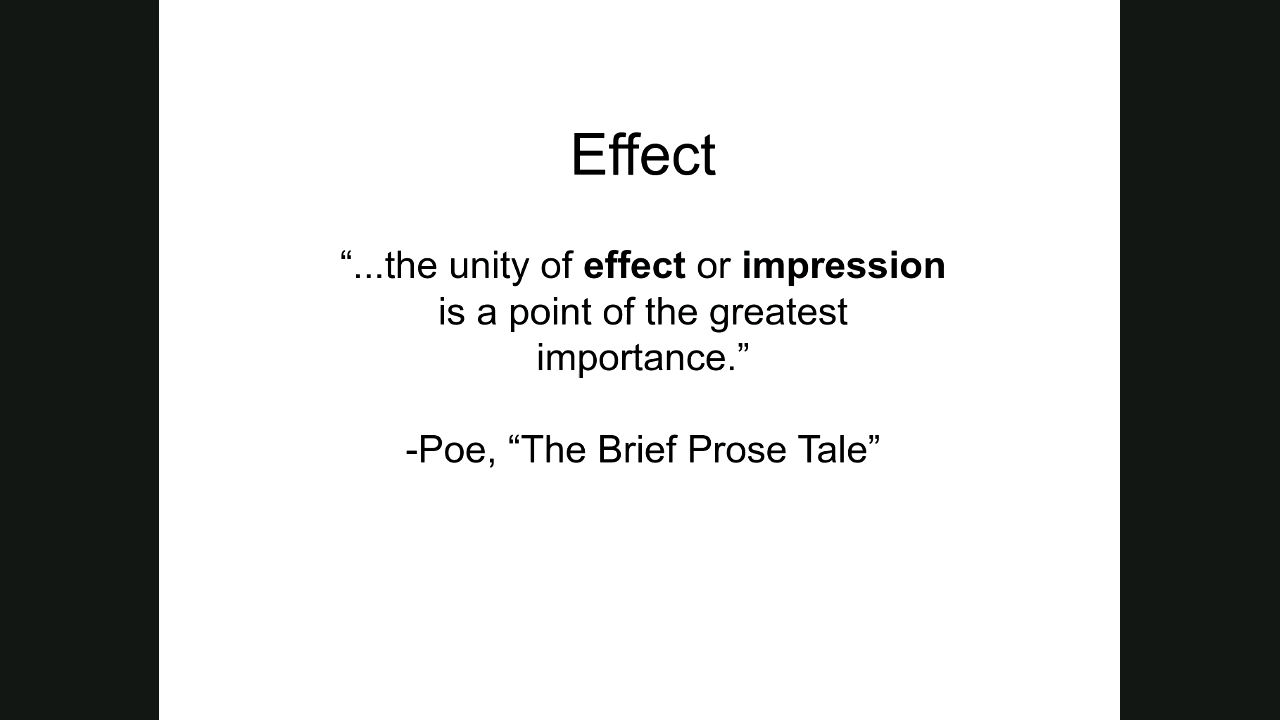 Effect
“...the unity of effect or impression
is a point of the greatest
importance.”
-Poe, “The Brief Prose Tale”